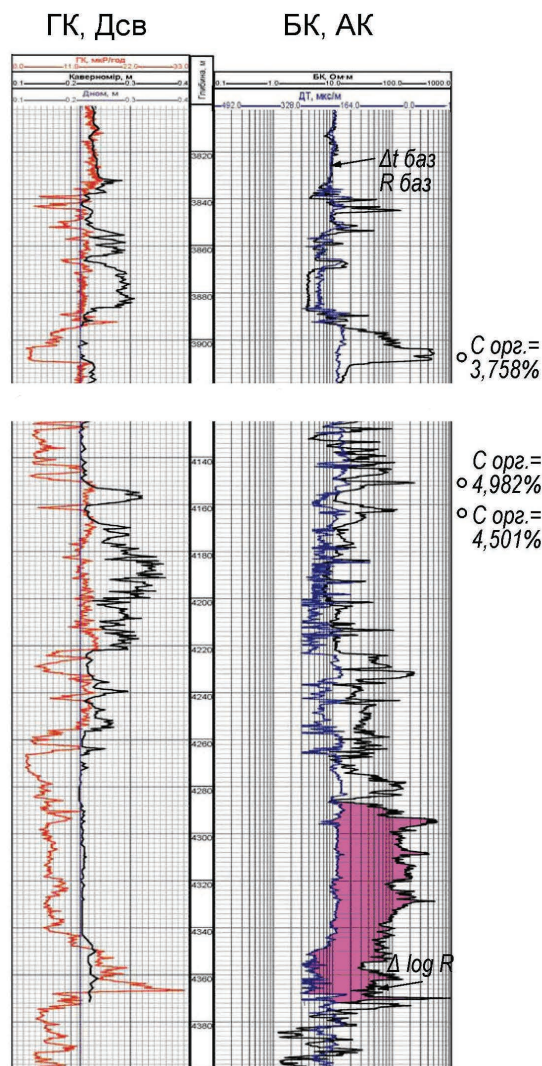 ГК, Дсв БК, АК
ГК, мкР/год
0.0 11.0 22.0 33.0
Каверномір, м
0.1 0.2 0.3 0.4
Дном, м
0.1 0.2 0.3 0.4
Глибина, м
БК, Ом·м
0.1 1.0 10.0 100.0 1000.0
ДТ, мкс/м
492.0 328.0 164.0 0.0
3820
Δt баз
R баз
3840
3860
3880
3900
С орг.=
3,758%
4140
С орг.=
4,982%
4160
С орг.=
4,501%
4180
4200
4220
4240
4260
4280
4300
4320
4340
4360
Δ log R
4380